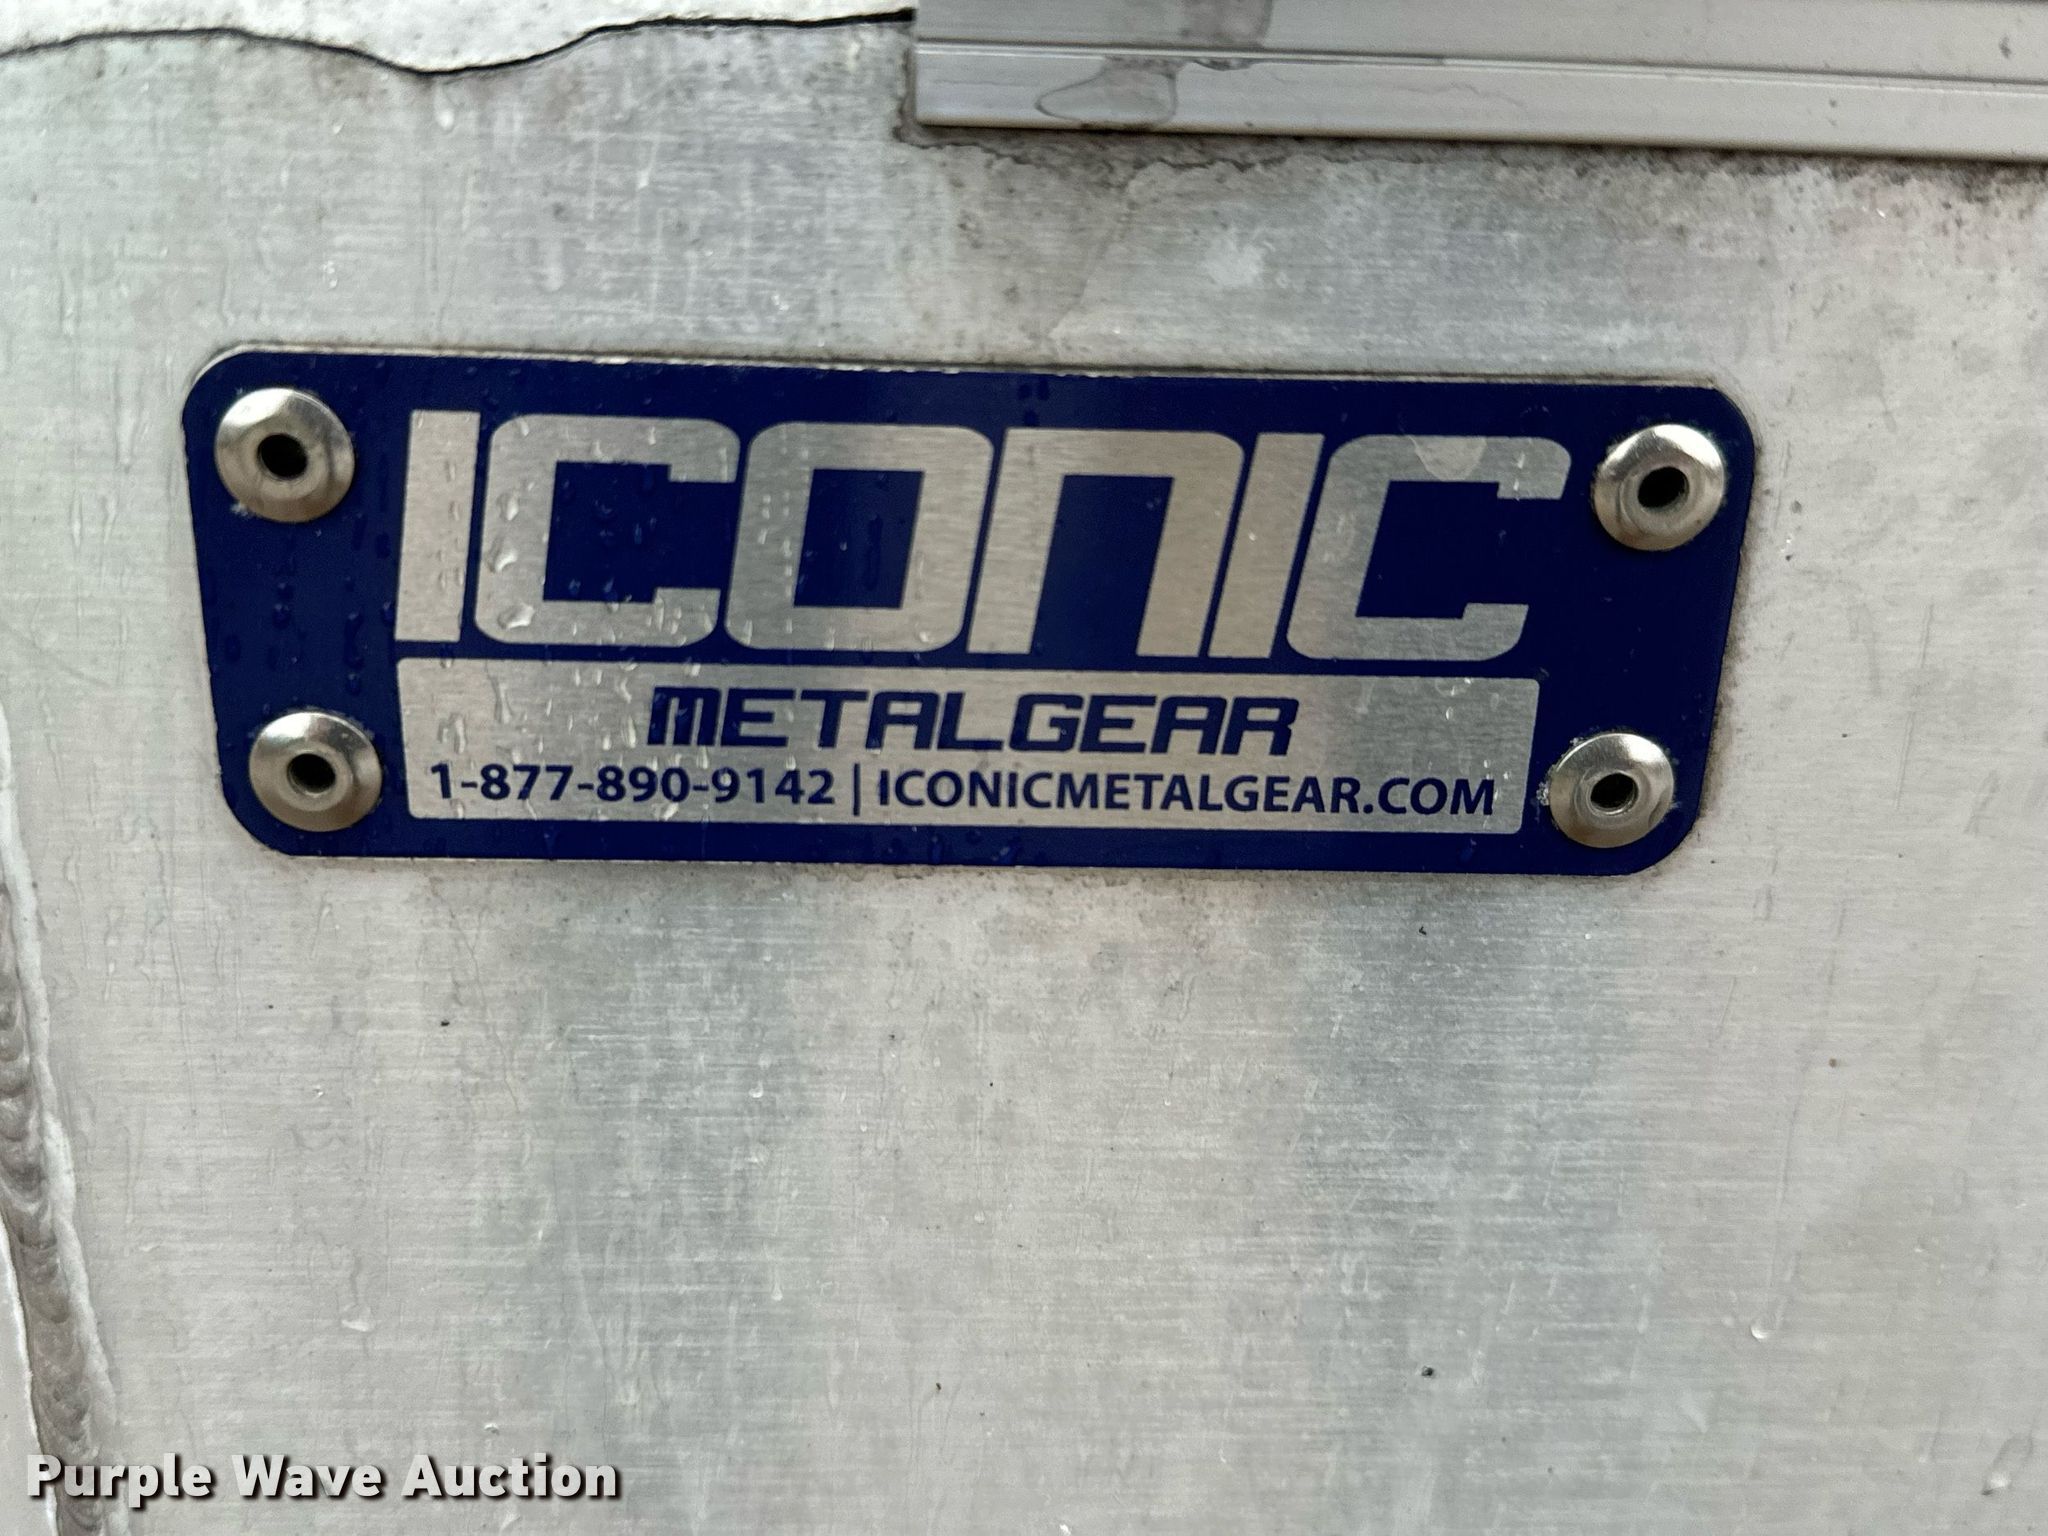 ICONIC
METALGEAR
1-877-890-9142 | ICONICMETALGEAR.COM
Purple Wave Auction